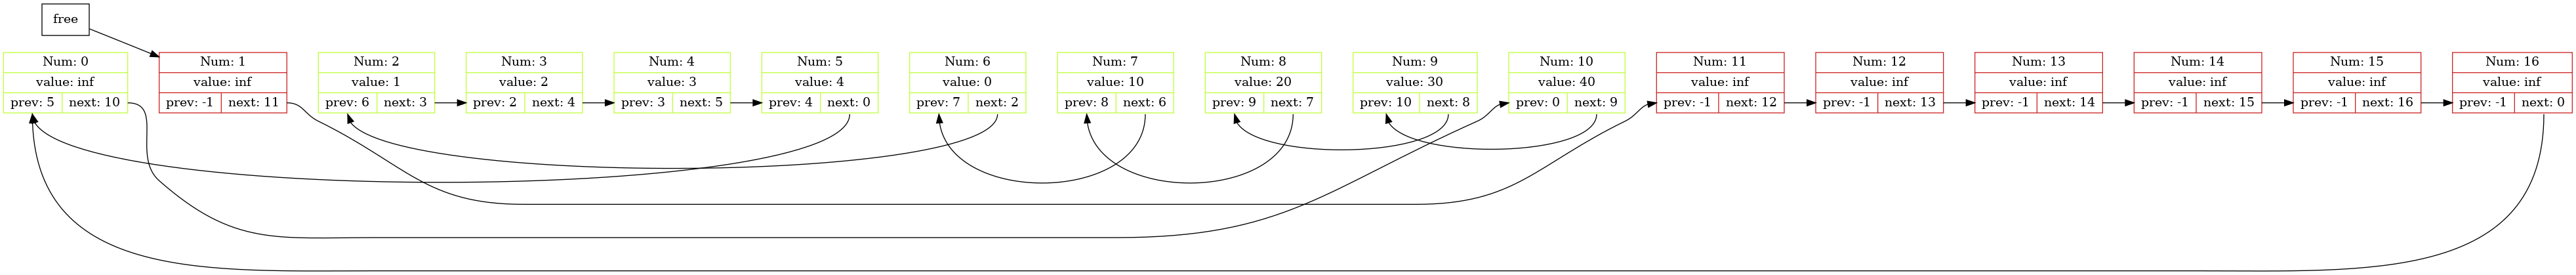 free
Num: 0
value: inf
prev: 5 next: 10
Num: 1
value: inf
prev: -1 next: 11
Num: 2
value: 1
prev: 6 next: 3
Num: 3
value: 2
prev: 2 next: 4
Num: 4
value: 3
prev: 3 next: 5
Num: 5
value: 4
prev: 4 next: 0
Num: 6
value: 0
prev: 7 next: 2
Num: 7
value: 10
prev: 8 next: 6
Num: 8
value: 20
prev: 9 next: 7
Num: 9
value: 30
prev: 10 next: 8
Num: 10
value: 40
prev: 0 next: 9
Num: 11
value: inf
prev: -1 next: 12
Num: 12
value: inf
prev: -1 next: 13
Num: 13
value: inf
prev: -1 next: 14
Num: 14
value: inf
prev: -1 next: 15
Num: 15
value: inf
prev: -1 next: 16
Num: 16
value: inf
prev: -1 next: 0